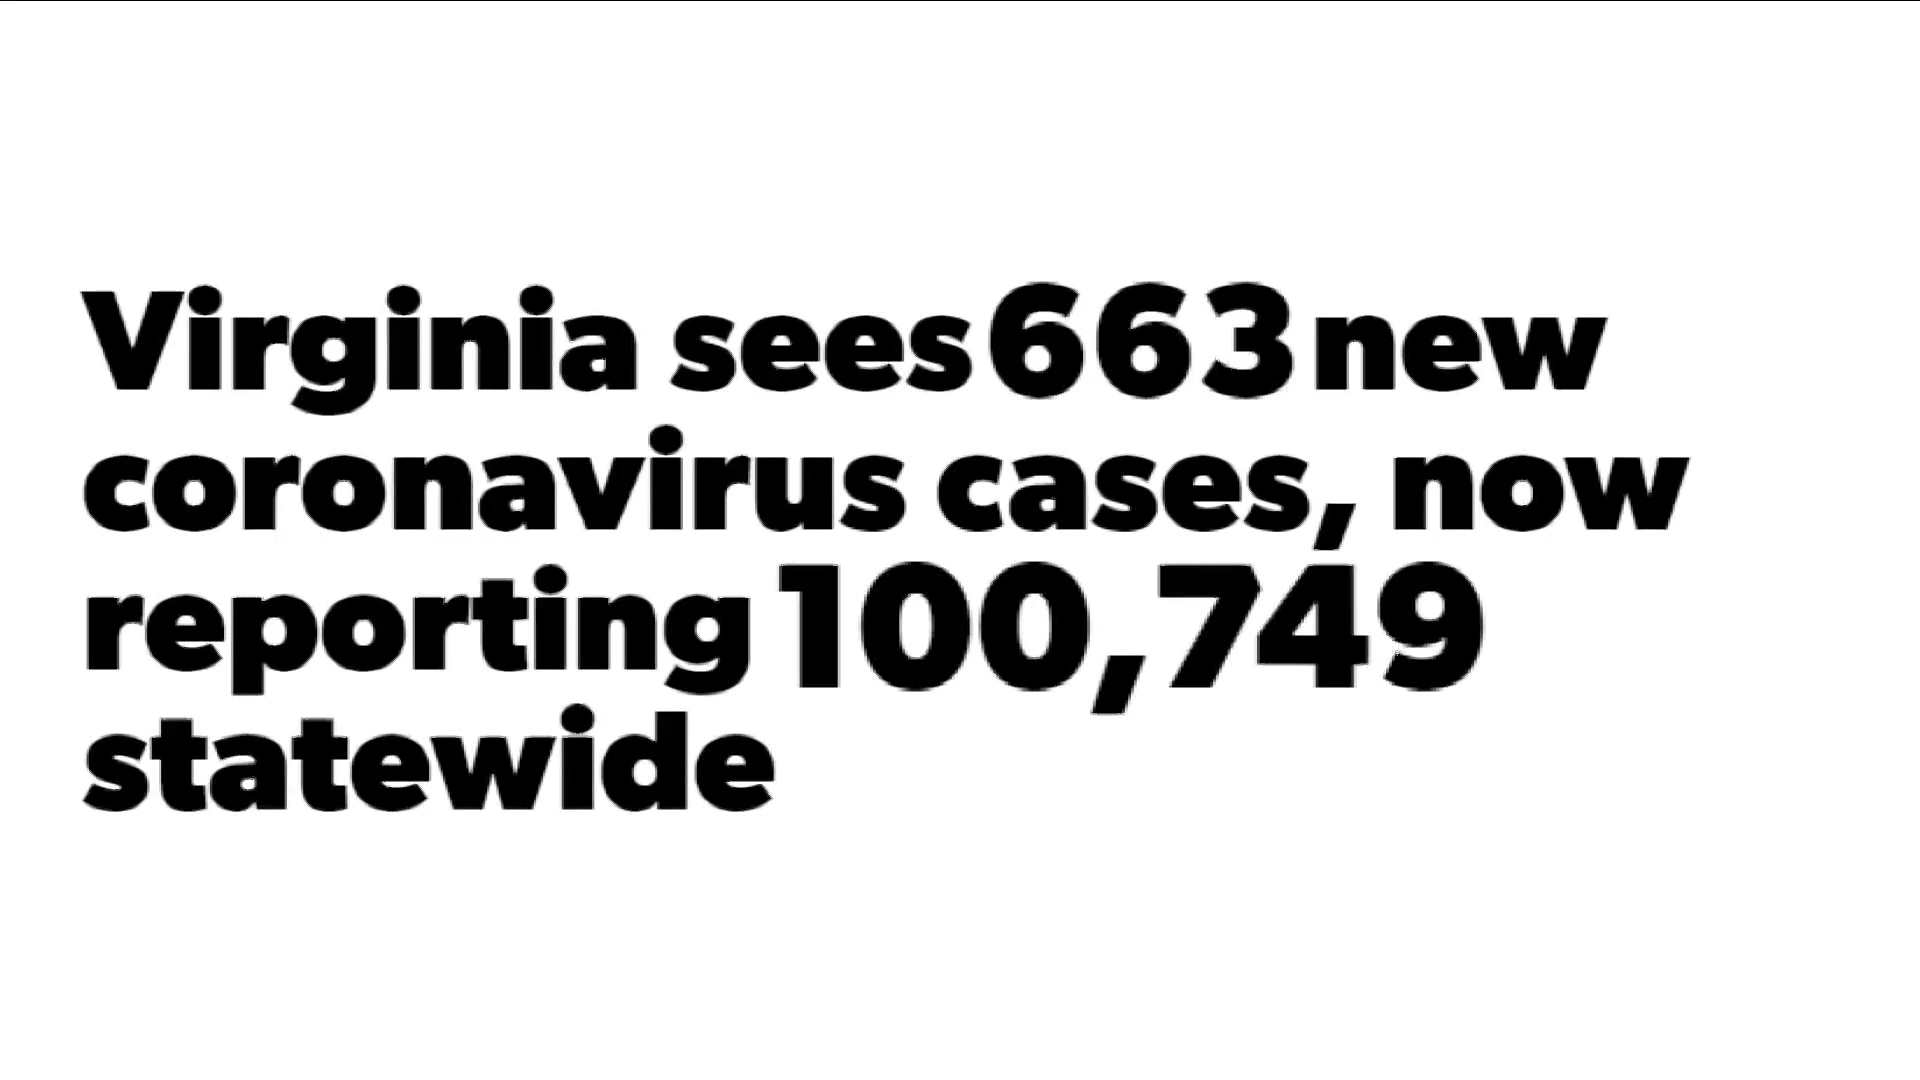 Virginia sees 663 new
coronavirus cases, now
reporting 100,749
statewide